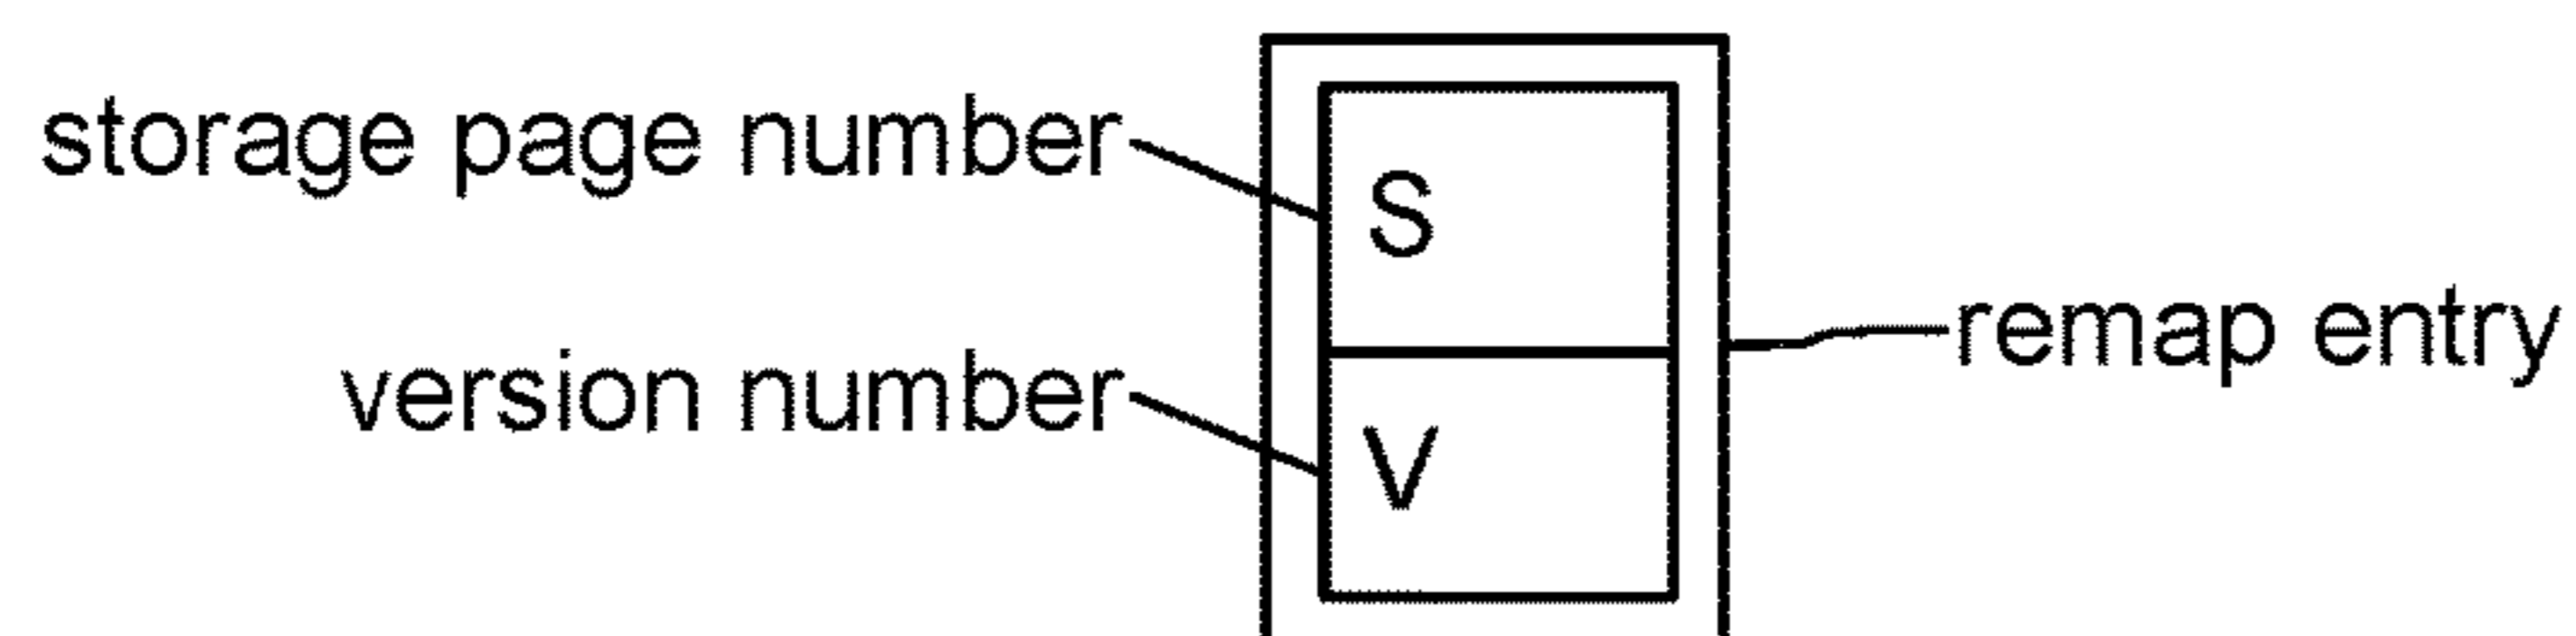 storage page number
S
remap entry
version number
V